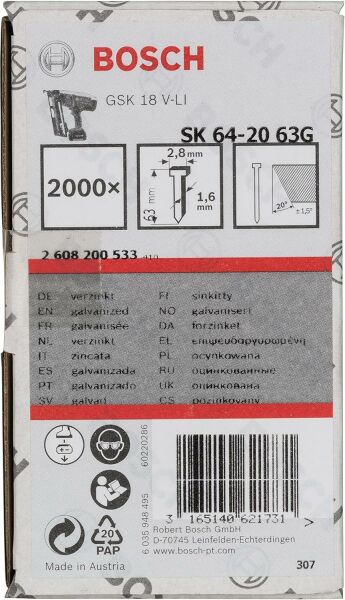 BOSCH
GSK 18 V-LI
SK 64-20 63G
2000×
2,8 mm
63 mm
1,6 mm
20°
± 1,5°
2 608 200 533
DE verzinkt
EN galvanized
FR galvanisée
NL verzinkt
IT zincata
ES galvanizada
PT galvanizado
SV galvani
FI sinkitty
NO galvanisert
DA forzinket
EL επιψευδαργυρωμένη
PL ocynkowana
RU оцинкованные
UK оцинкована
CS pozinkovaný
60220286
6 035 948 495
20
PAP
3 165140 621731 >
Robert Bosch GmbH
D-70745 Leinfelden-Echterdingen
www.bosch-pt.com
Made in Austria
307